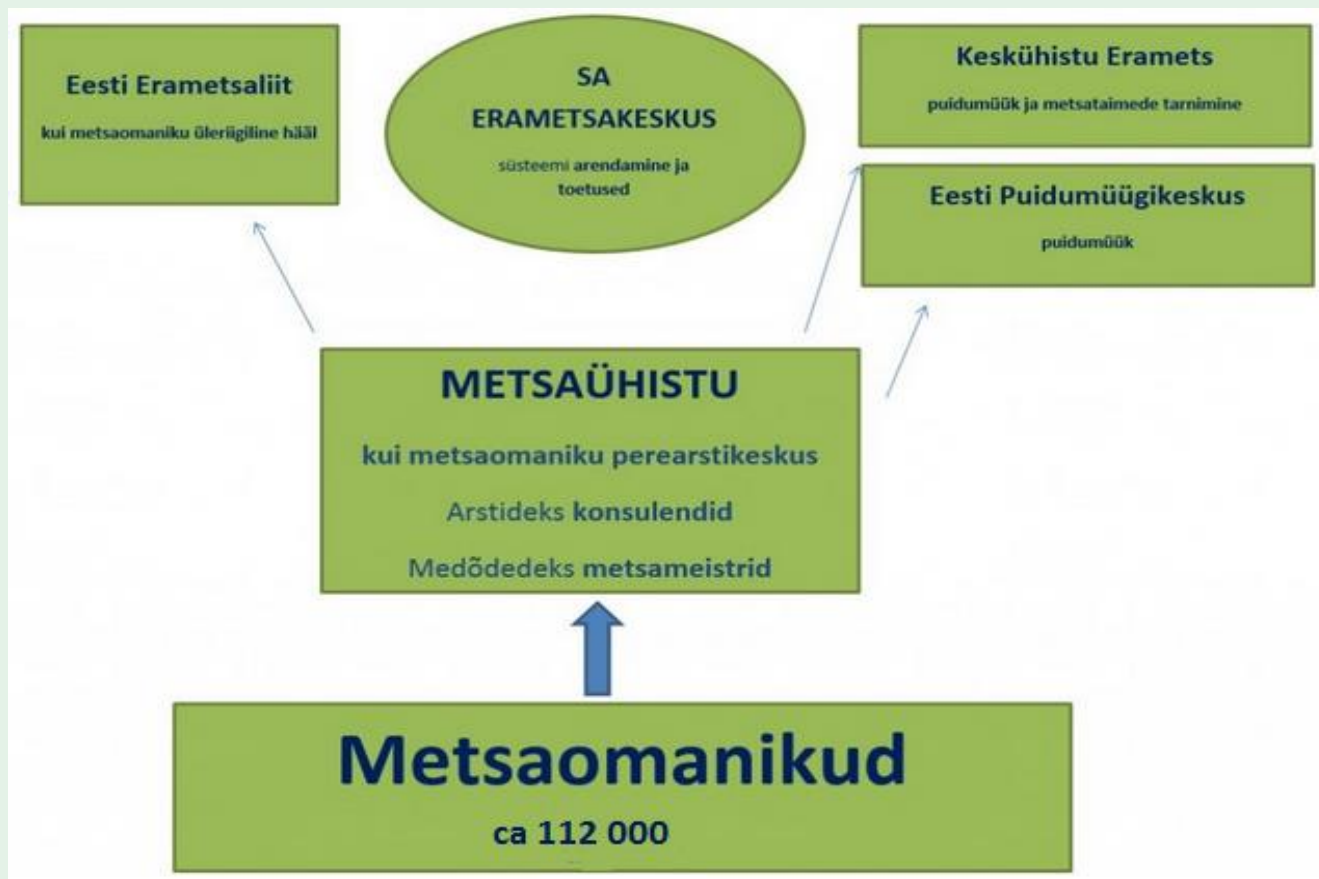 Eesti Erametsaliit
kui metsaomaniku üleriigiline hääl
SA
ERAMETSAKESKUS
süsteemi arendamine ja
toetused
Keskühistu Eramets
puidumüük ja metsataimede tarnimine
Eesti Puidumüügikeskus
puidumüük
METSAÜHISTU
kui metsaomaniku perearstikeskus
Arstideks konsulendid
Medõdedeks metsameistrid
Metsaomanikud
ca 112 000